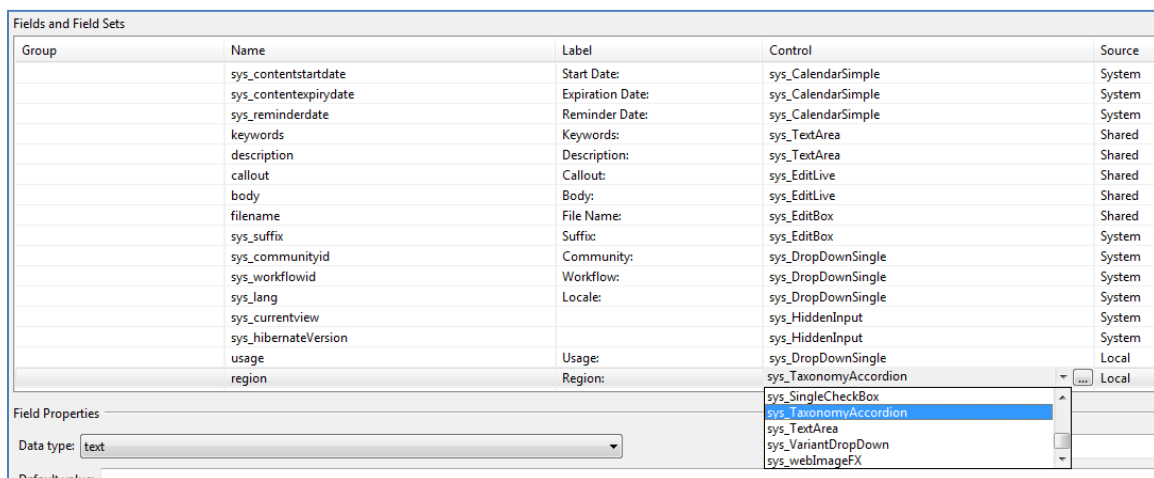 Fields and Field Sets
Group Name Label Control Source
sys_contentstartdate Start Date: sys_CalendarSimple System
sys_contentexpirydate Expiration Date: sys_CalendarSimple System
sys_reminderdate Reminder Date: sys_CalendarSimple System
keywords Keywords: sys_TextArea Shared
description Description: sys_TextArea Shared
callout Callout: sys_EditLive Shared
body Body: sys_EditLive Shared
filename File Name: sys_EditBox Shared
sys_suffix Suffix: sys_EditBox System
sys_communityid Community: sys_DropDownSingle System
sys_workflowid Workflow: sys_DropDownSingle System
sys_lang Locale: sys_DropDownSingle System
sys_currentview sys_HiddenInput System
sys_hibernateVersion sys_HiddenInput System
usage Usage: sys_DropDownSingle Local
region Region: sys_TaxonomyAccordion ... Local
sys_SingleCheckBox
Field Properties sys_TaxonomyAccordion
sys_TextArea
Data type: text sys_VariantDropDown
sys_webImageFX
Default value: